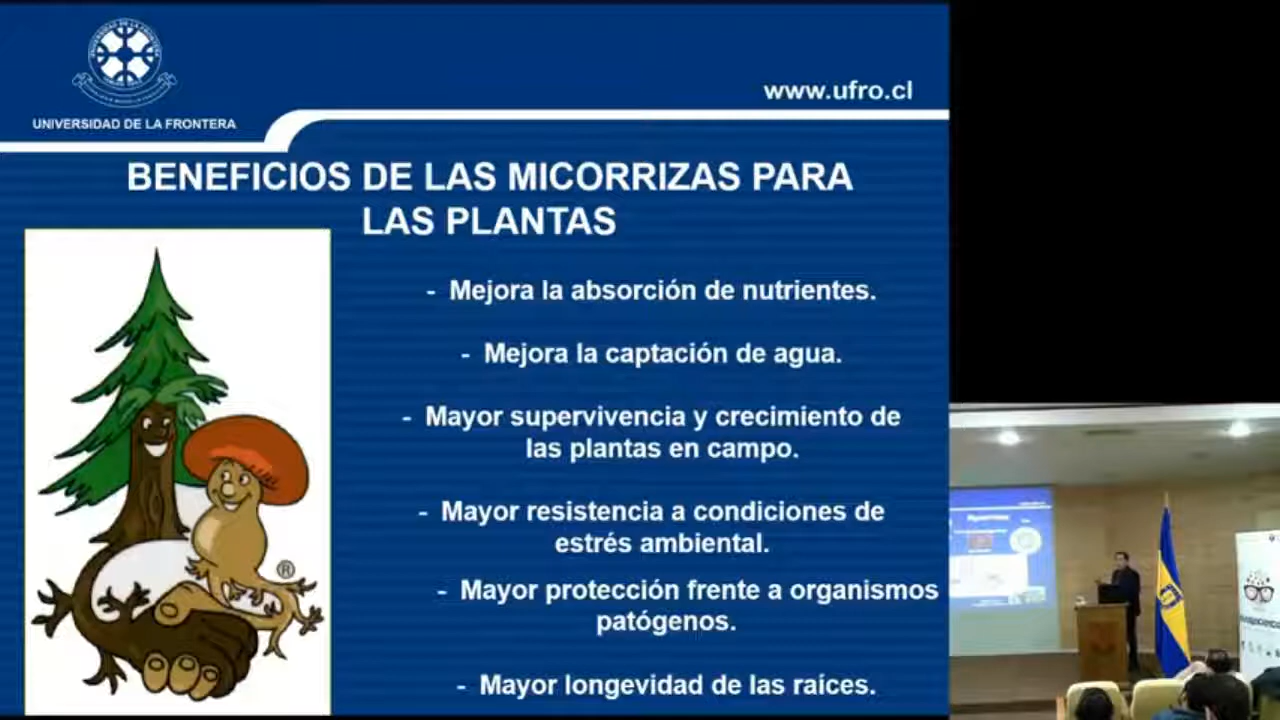 UNIVERSIDAD DE LA FRONTERA
www.ufro.cl
BENEFICIOS DE LAS MICORRIZAS PARA
LAS PLANTAS
- Mejora la absorción de nutrientes.
- Mejora la captación de agua.
- Mayor supervivencia y crecimiento de
las plantas en campo.
- Mayor resistencia a condiciones de
estrés ambiental.
- Mayor protección frente a organismos
patógenos.
- Mayor longevidad de las raíces.
®